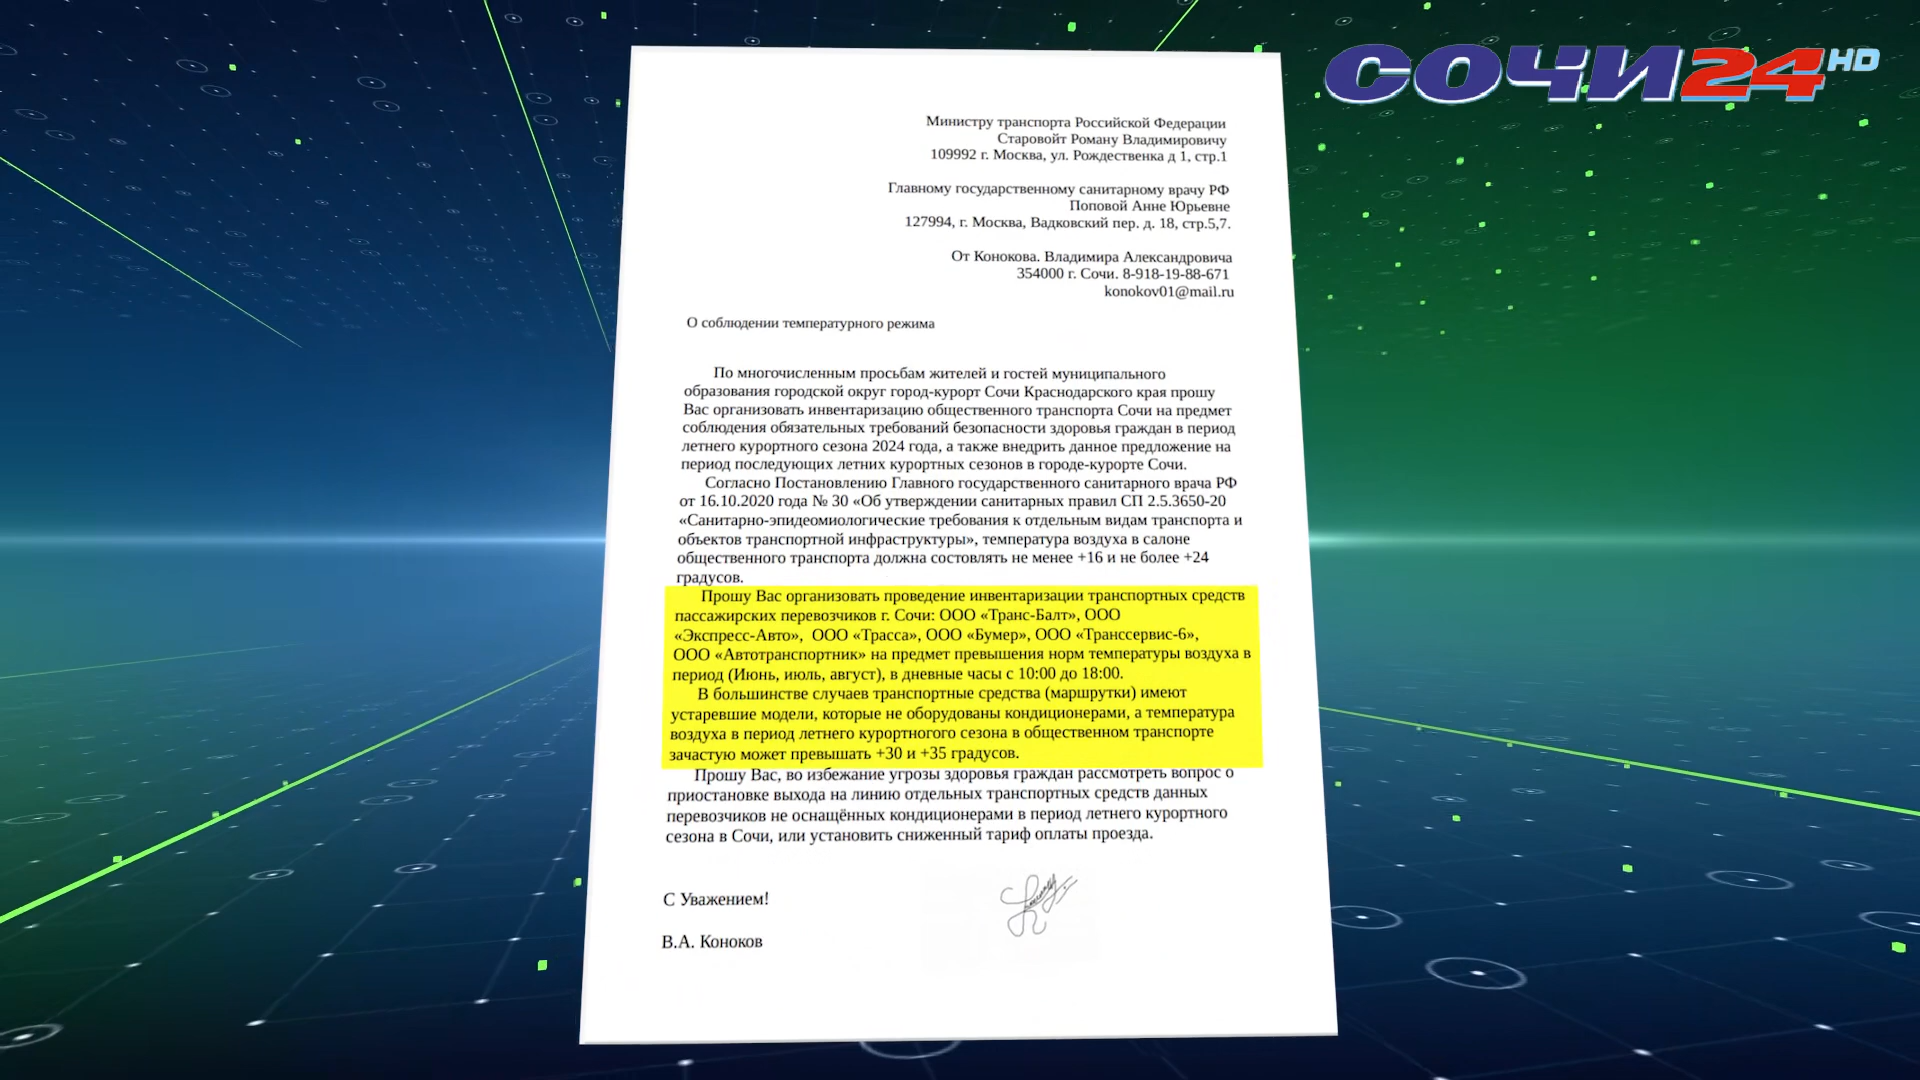 СОЧИ24 HD
Министру транспорта Российской Федерации
Старовойт Роману Владимировичу
109992 г. Москва, ул. Рождественка д 1, стр.1
Главному государственному санитарному врачу РФ
Поповой Анне Юрьевне
127994, г. Москва, Вадковский пер. д. 18, стр.5,7.
От Конокова. Владимира Александровича
354000 г. Сочи. 8-918-19-88-671
konokov01@mail.ru
О соблюдении температурного режима
По многочисленным просьбам жителей и гостей муниципального
образования городской округ город-курорт Сочи Краснодарского края прошу
Вас организовать инвентаризацию общественного транспорта Сочи на предмет
соблюдения обязательных требований безопасности здоровья граждан в период
летнего курортного сезона 2024 года, а также внедрить данное предложение на
период последующих летних курортных сезонов в городе-курорте Сочи.
Согласно Постановлению Главного государственного санитарного врача РФ
от 16.10.2020 года № 30 «Об утверждении санитарных правил СП 2.5.3650-20
«Санитарно-эпидемиологические требования к отдельным видам транспорта и
объектов транспортной инфраструктуры», температура воздуха в салоне
общественного транспорта должна состовлять не менее +16 и не более +24
градусов.
Прошу Вас организовать проведение инвентаризации транспортных средств
пассажирских перевозчиков г. Сочи: ООО «Транс-Балт», ООО
«Экспресс-Авто», ООО «Трасса», ООО «Бумер», ООО «Транссервис-6»,
ООО «Автотранспортник» на предмет превышения норм температуры воздуха в
период (Июнь, июль, август), в дневные часы с 10:00 до 18:00.
В большинстве случаев транспортные средства (маршрутки) имеют
устаревшие модели, которые не оборудованы кондиционерами, а температура
воздуха в период летнего курортного сезона в общественном транспорте
зачастую может превышать +30 и +35 градусов.
Прошу Вас, во избежание угрозы здоровья граждан рассмотреть вопрос о
приостановке выхода на линию отдельных транспортных средств данных
перевозчиков не оснащённых кондиционерами в период летнего курортного
сезона в Сочи, или установить сниженный тариф оплаты проезда.
С Уважением!
В.А. Коноков